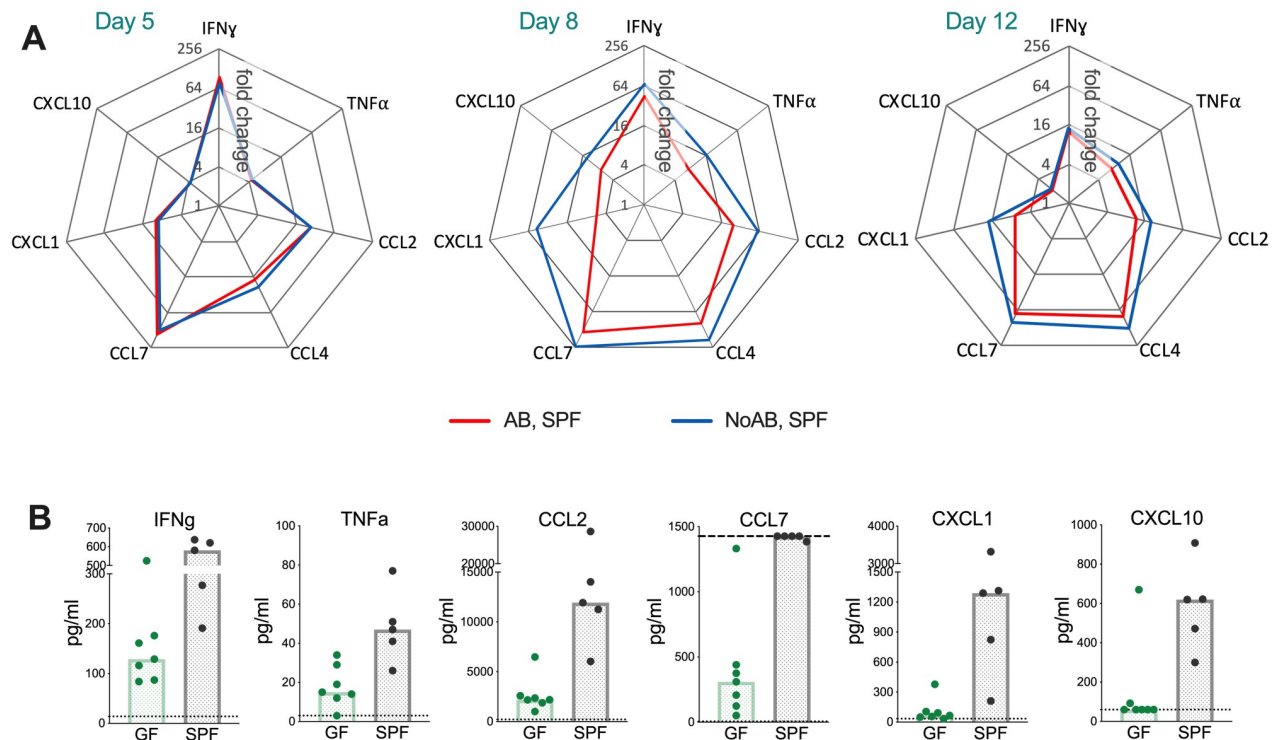 A
Day 5
IFNɣ
256
64
16
4
1
fold change
TNFα
CCL2
CCL4
CCL7
CXCL1
CXCL10
Day 8
IFNɣ
256
64
16
4
1
fold change
TNFα
CCL2
CCL4
CCL7
CXCL1
CXCL10
Day 12
IFNɣ
256
64
16
4
1
fold change
TNFα
CCL2
CCL4
CCL7
CXCL1
CXCL10
AB, SPF
NoAB, SPF
B
IFNg
pg/ml
700
600
500
300
200
100
0
GF SPF
TNFa
pg/ml
100
80
60
40
20
0
GF SPF
CCL2
pg/ml
30000
20000
15000
10000
5000
0
GF SPF
CCL7
pg/ml
1500
1000
500
0
GF SPF
CXCL1
pg/ml
4000
3000
1500
1200
900
600
300
0
GF SPF
CXCL10
pg/ml
1000
800
600
400
200
0
GF SPF